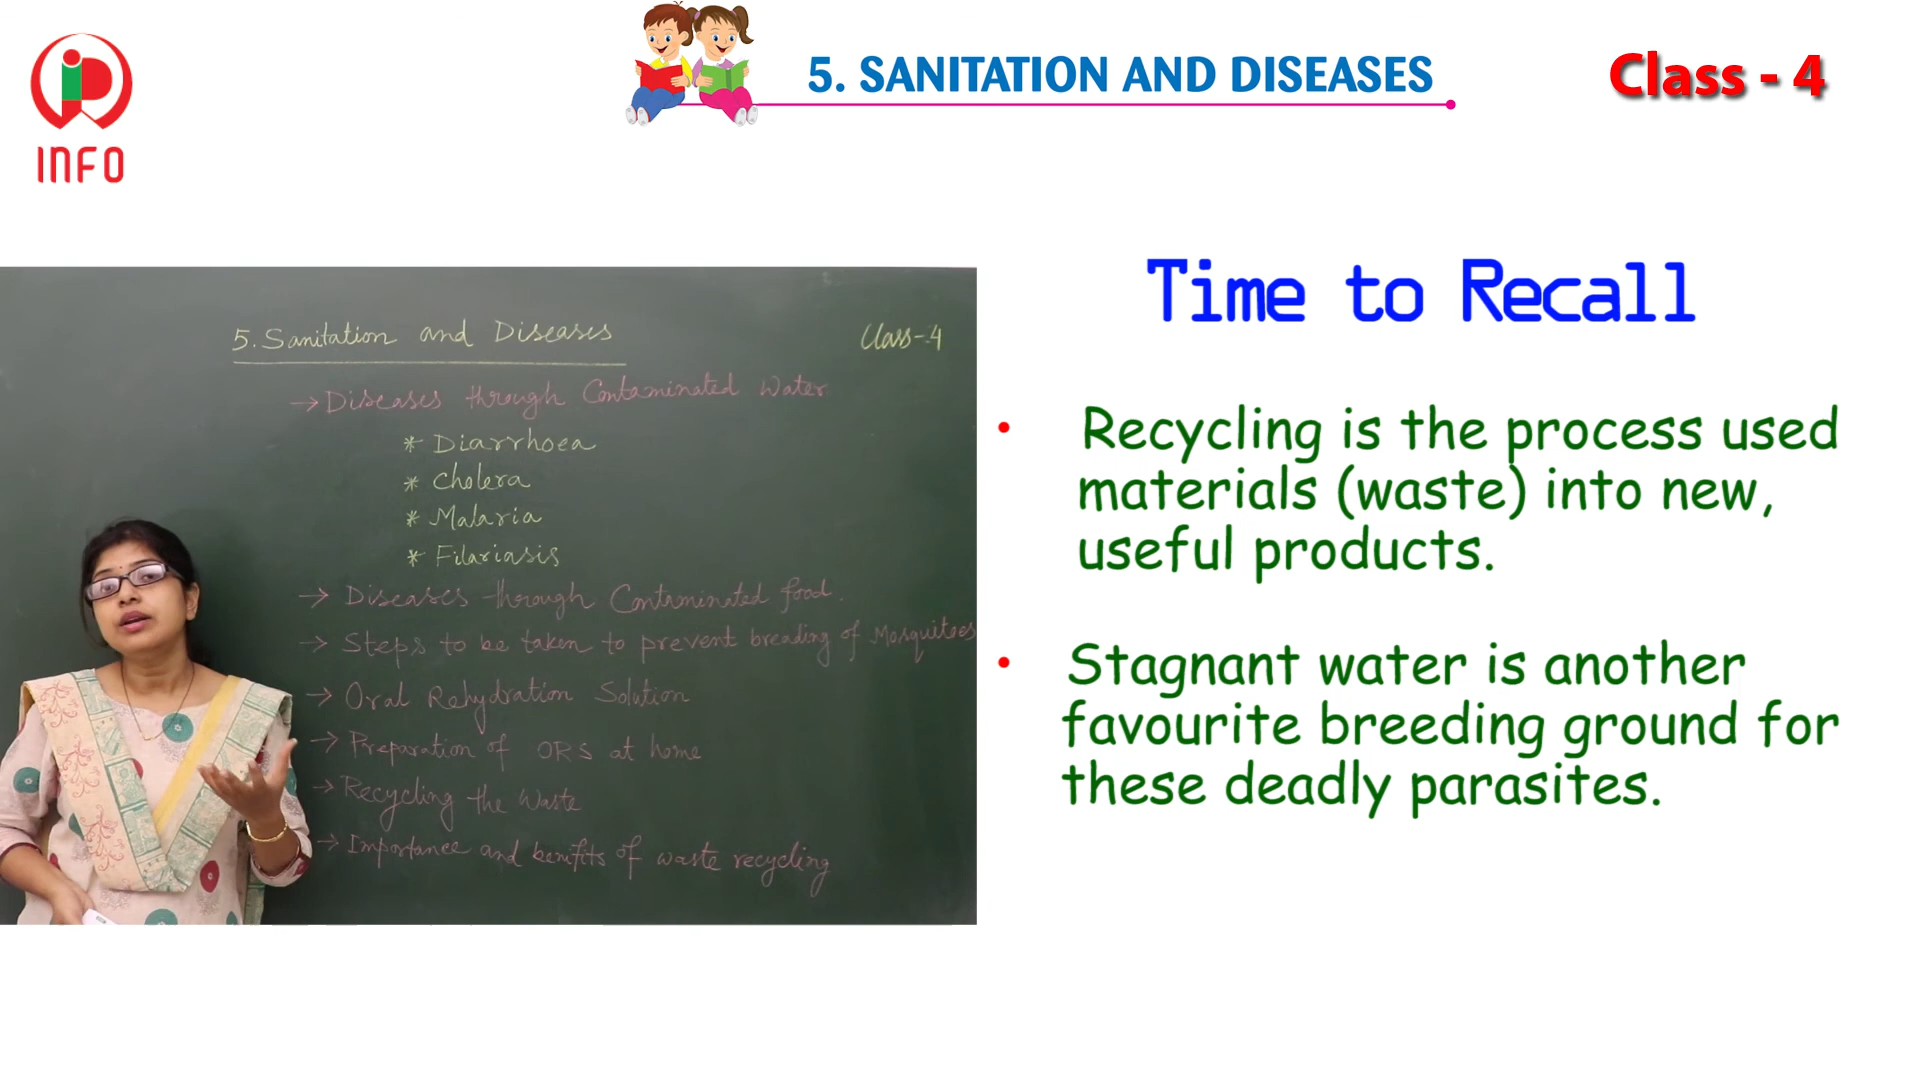 INFO
5. SANITATION AND DISEASES
Class - 4
5. Sanitation and Diseases
Class-4
→ Diseases through Contaminated Water
* Diarrhoea
* Cholera
* Malaria
* Filariasis
→ Diseases through Contaminated food.
→ Steps to be taken to prevent breading of Mosquitoes
→ Oral Rehydration Solution
→ Preparation of ORS at home
→ Recycling the Waste
→ Importance and benifits of waste recycling
Time to Recall
• Recycling is the process used
materials (waste) into new,
useful products.
• Stagnant water is another
favourite breeding ground for
these deadly parasites.